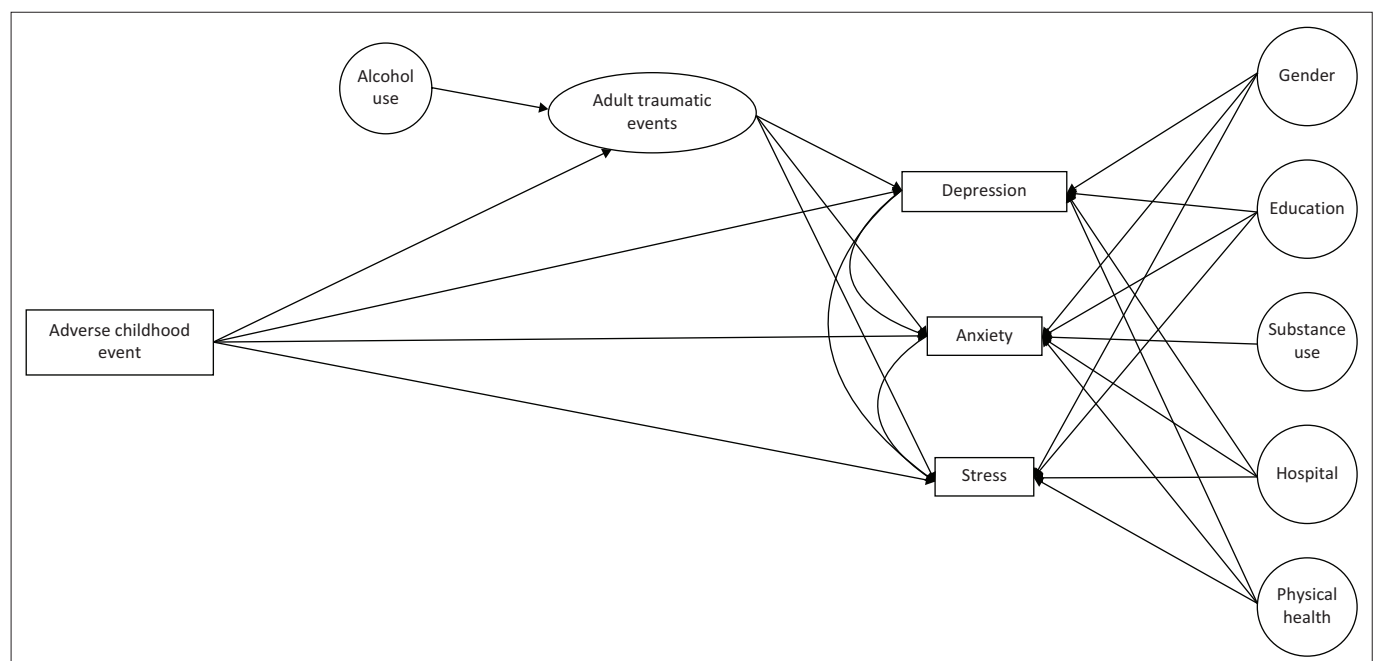 Alcohol
use
Adult traumatic
events
Gender
Depression
Education
Adverse childhood
event
Anxiety
Substance
use
Stress
Hospital
Physical
health